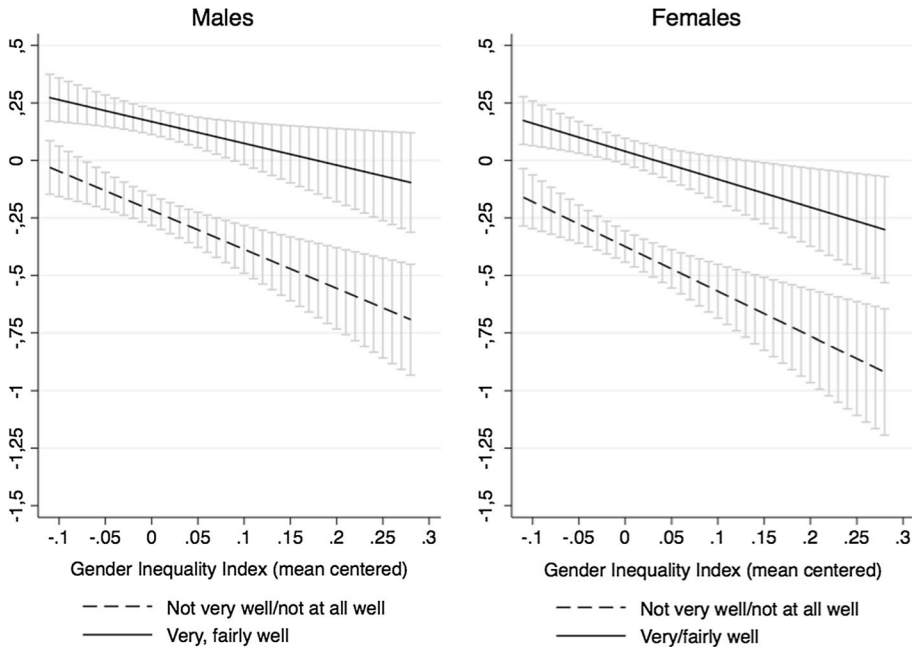 Males
,5
,25
0
-,25
-,5
-,75
-1
-1,25
-1,5
-.1 -.05 0 .05 .1 .15 .2 .25 .3
Gender Inequality Index (mean centered)
Not very well/not at all well
Very, fairly well
Females
,5
,25
0
-,25
-,5
-,75
-1
-1,25
-1,5
-.1 -.05 0 .05 .1 .15 .2 .25 .3
Gender Inequality Index (mean centered)
Not very well/not at all well
Very/fairly well